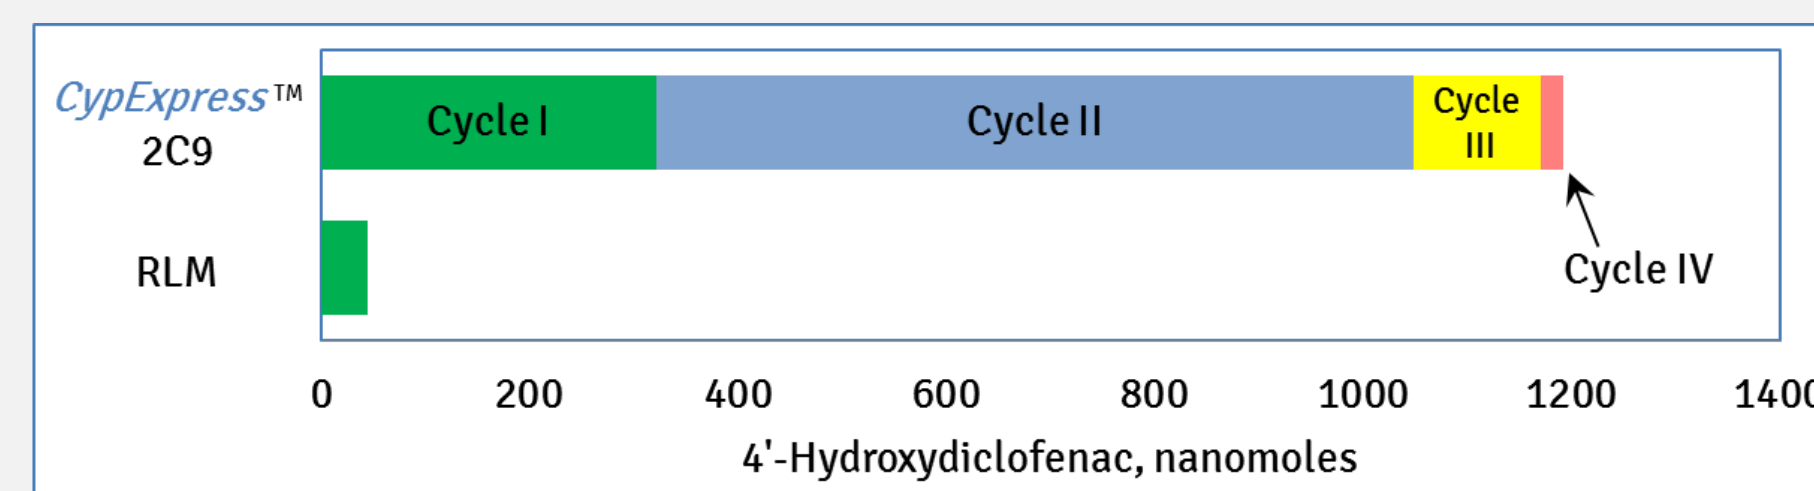 CypExpress™
2C9
Cycle I
Cycle II
Cycle
III
RLM
Cycle IV
0 200 400 600 800 1000 1200 1400
4'-Hydroxydiclofenac, nanomoles